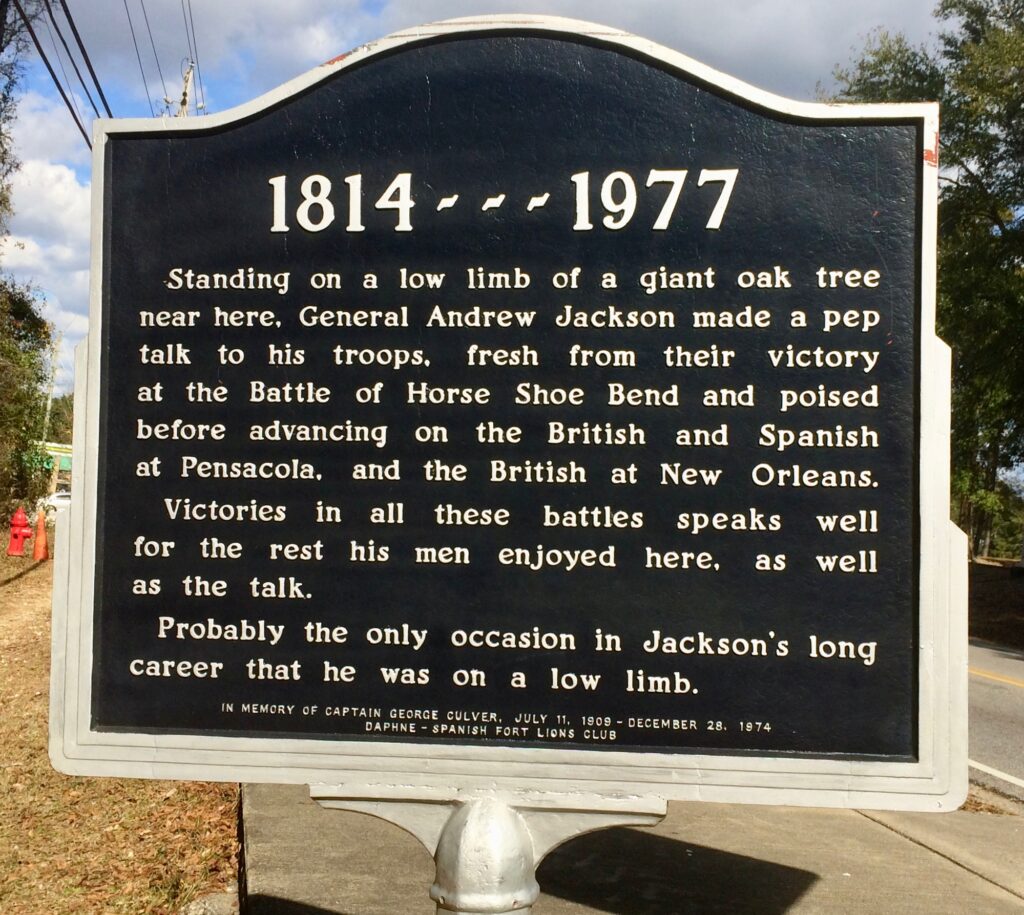 1814 - - - 1977
Standing on a low limb of a giant oak tree
near here, General Andrew Jackson made a pep
talk to his troops, fresh from their victory
at the Battle of Horse Shoe Bend and poised
before advancing on the British and Spanish
at Pensacola, and the British at New Orleans.
Victories in all these battles speaks well
for the rest his men enjoyed here, as well
as the talk.
Probably the only occasion in Jackson's long
career that he was on a low limb.
IN MEMORY OF CAPTAIN GEORGE CULVER, JULY 11, 1909 - DECEMBER 28, 1974
DAPHNE - SPANISH FORT LIONS CLUB